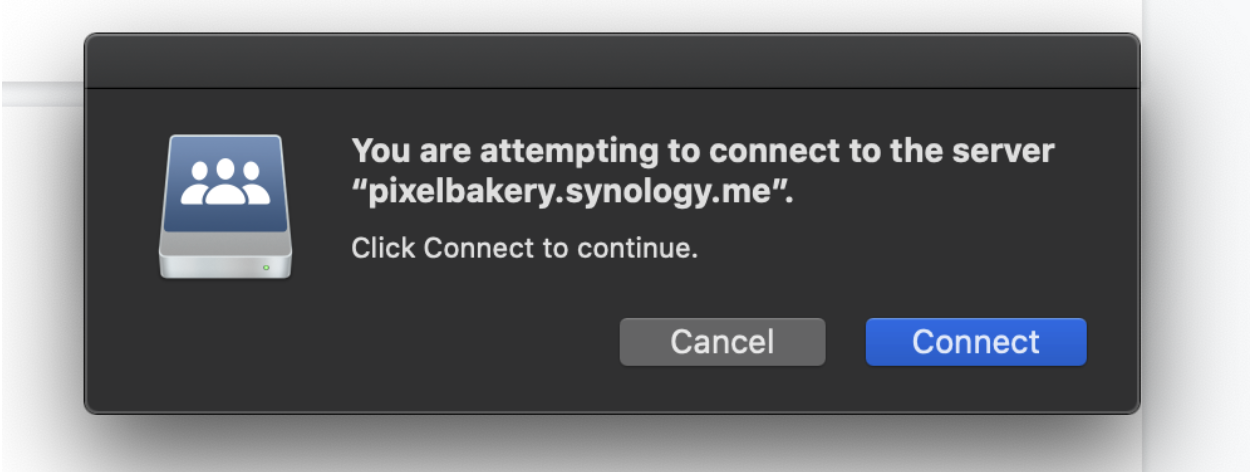 You are attempting to connect to the server
“pixelbakery.synology.me”.
Click Connect to continue.
Cancel
Connect